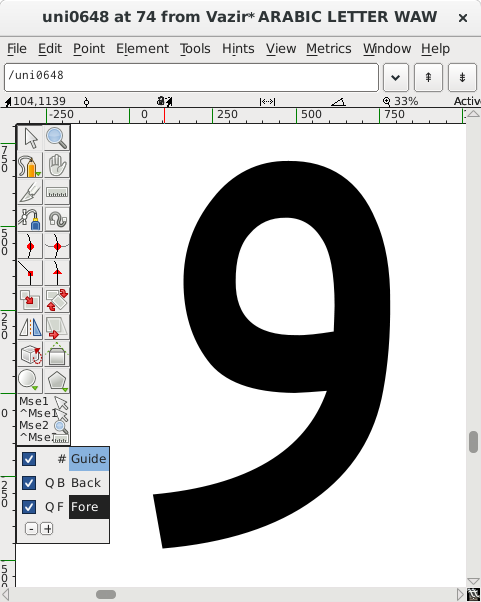 uni0648 at 74 from Vazir* ARABIC LETTER WAW ×
File Edit Point Element Tools Hints View Metrics Window Help
/uni0648
104,1139 33% Activ
-250 0 250 500 750
750
500
250
0
250
500
Mse1
^Mse1
Mse2
^Mse2
# Guide
Q B Back
Q F Fore
- +
و